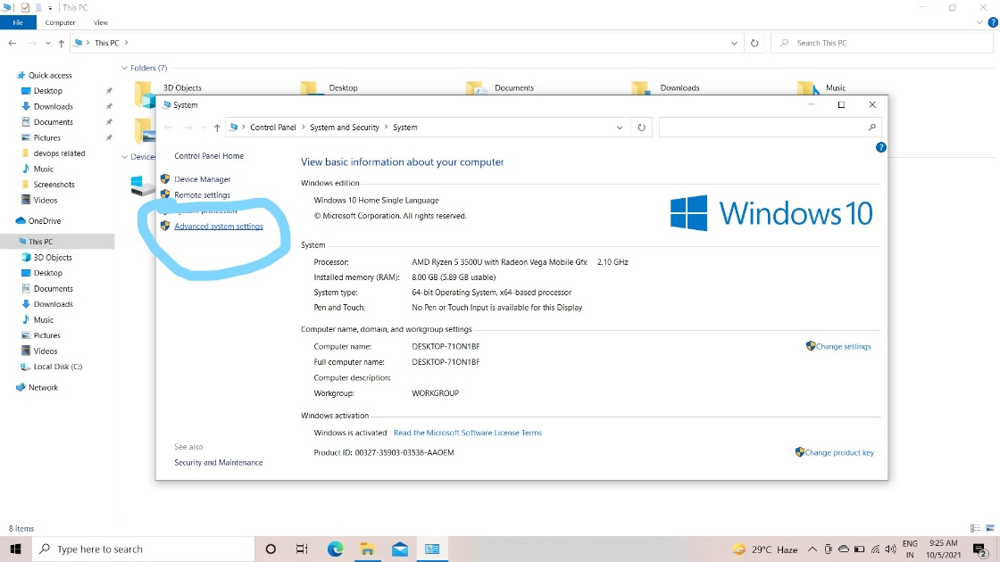 This PC
File Computer View
This PC
Search This PC
Quick access
Desktop
Downloads
Documents
Pictures
devops related
Music
Screenshots
Videos
OneDrive
This PC
3D Objects
Desktop
Documents
Downloads
Music
Pictures
Videos
Local Disk (C:)
Network
Folders (7)
3D Objects Desktop Documents Downloads Music
Devices
System
Control Panel System and Security System
Control Panel Home
Device Manager
Remote settings
System protection
Advanced system settings
See also
Security and Maintenance
View basic information about your computer
Windows edition
Windows 10 Home Single Language
© Microsoft Corporation. All rights reserved.
Windows 10
System
Processor: AMD Ryzen 5 3500U with Radeon Vega Mobile Gfx 2.10 GHz
Installed memory (RAM): 8.00 GB (5.89 GB usable)
System type: 64-bit Operating System, x64-based processor
Pen and Touch: No Pen or Touch Input is available for this Display
Computer name, domain, and workgroup settings
Computer name: DESKTOP-71ON1BF
Change settings
Full computer name: DESKTOP-71ON1BF
Computer description:
Workgroup: WORKGROUP
Windows activation
Windows is activated Read the Microsoft Software License Terms
Product ID: 00327-35903-03536-AAOEM
Change product key
8 items
Type here to search
29°C Haze
ENG
IN
9:25 AM
10/5/2021
2